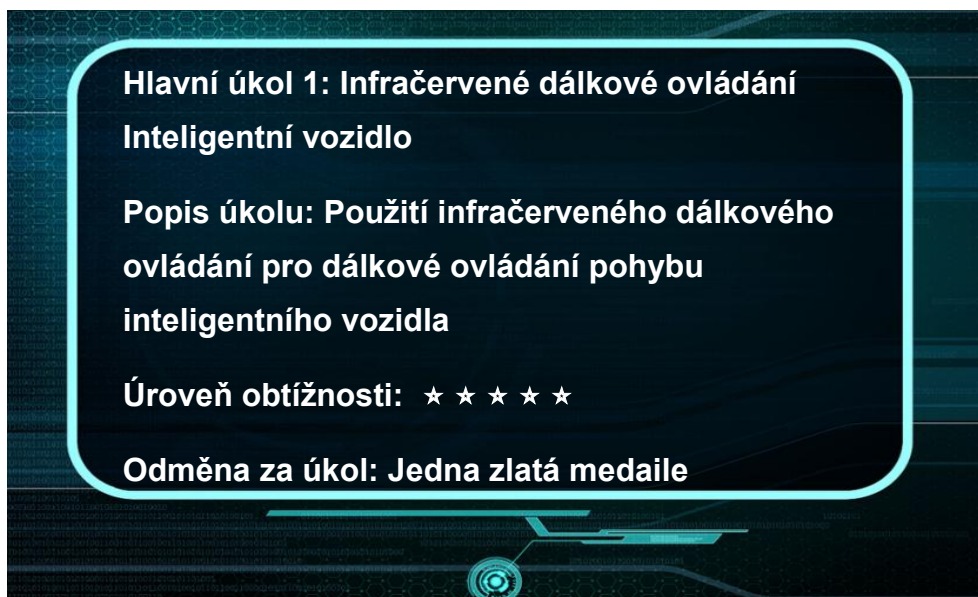 Hlavní úkol 1: Infračervené dálkové ovládání
Inteligentní vozidlo
Popis úkolu: Použití infračerveného dálkového
ovládání pro dálkové ovládání pohybu
inteligentního vozidla
Úroveň obtížnosti: ★ ★ ★ ★ ★
Odměna za úkol: Jedna zlatá medaile